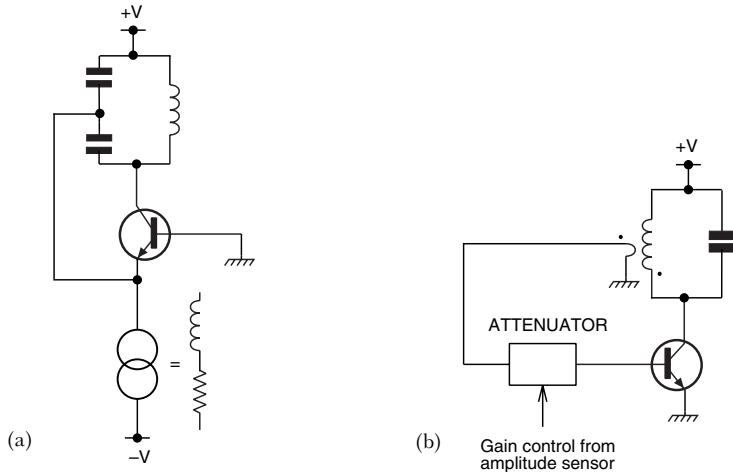 +V
=
−V
(a)
+V
ATTENUATOR
Gain control from
amplitude sensor
(b)